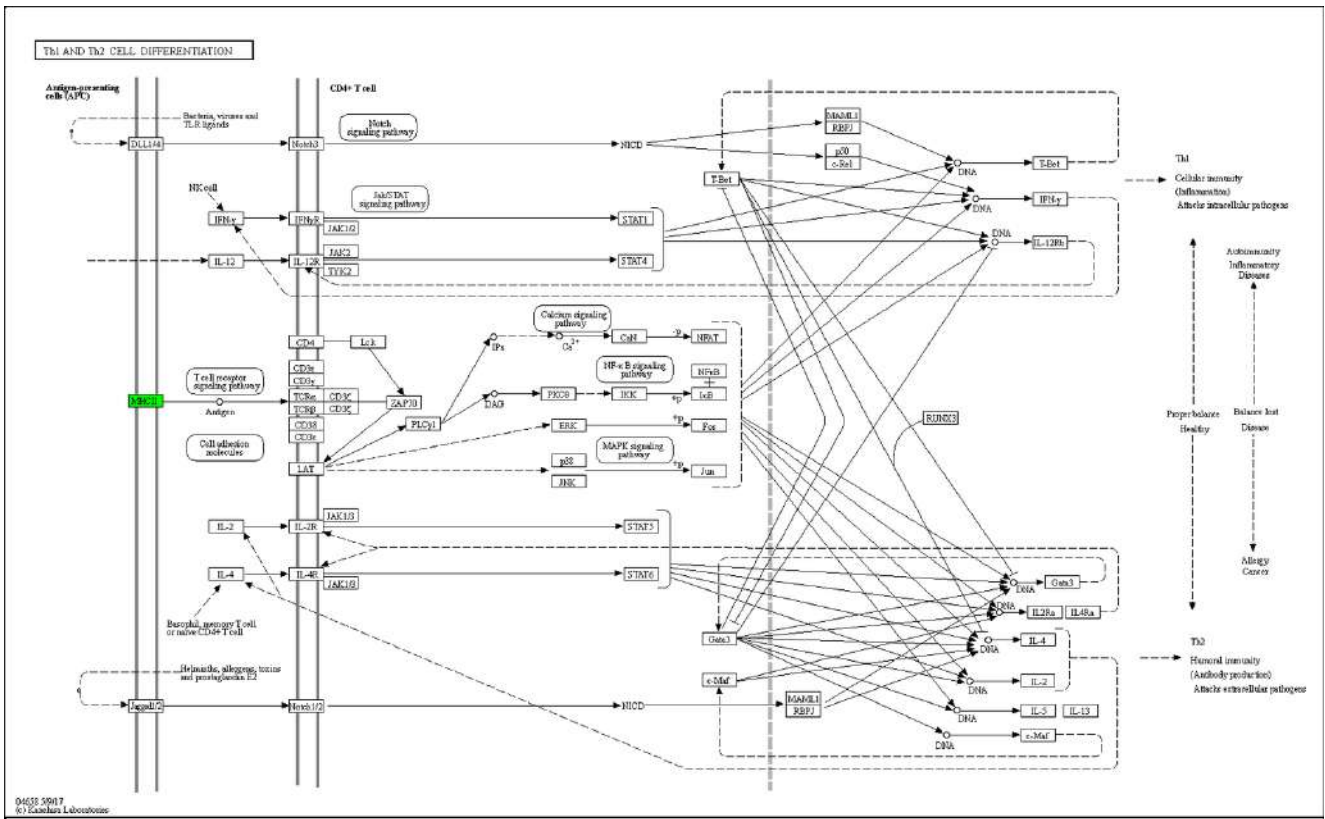 Th1 AND Th2 CELL DIFFERENTIATION
Antigen-presenting
cells (APC)
CD4+ T cell
Bacteria, viruses and
TLR ligands
Notch
signaling pathway
DLL1/4
Notch3
NICD
MAML1
RBPJ
p50
c-Rel
DNA
T-Bet
T-Bet
NK cell
Jak/STAT
signaling pathway
IFN-γ
IFNγR
JAK1/2
STAT1
DNA
IFN-γ
IL-12
IL-12R
JAK2
TYK2
STAT4
DNA
IL-12Rb
Th1
Cellular immunity
(Inflammation)
Attacks intracellular pathogens
Autoimmunity
Inflammatory
Diseases
Calcium signaling
pathway
CD4
Lck
IP3
Ca2+
CaN
-p
NFAT
T cell receptor
signaling pathway
NF-κB signaling
pathway
NFκB
MHCII
Antigen
CD3ε
CD3γ
TCRα
CD3ζ
TCRβ
CD3ζ
CD3δ
CD3ε
ZAP70
PLCγ1
DAG
PKCθ
IKK
+p
IκB
ERK
+p
Fos
Cell adhesion
molecules
LAT
MAPK signaling
pathway
p38
JNK
+p
Jun
RUNX3
Proper balance
Healthy
Balance lost
Disease
IL-2
IL-2R
JAK1/3
STAT5
IL-4
IL-4R
JAK1/3
STAT6
Allergy
Cancer
DNA
Gata3
DNA
IL2Ra
IL4Ra
Basophil, memory T cell
or naive CD4+ T cell
Gata3
DNA
IL-4
Th2
Humoral immunity
(Antibody production)
Attacks extracellular pathogens
Helminths, allergens, toxins
and prostaglandin E2
c-Maf
DNA
IL-2
Jagged1/2
Notch1/2
NICD
MAML1
RBPJ
DNA
IL-5
IL-13
DNA
c-Maf
04658 5/9/17
(c) Kanehisa Laboratories